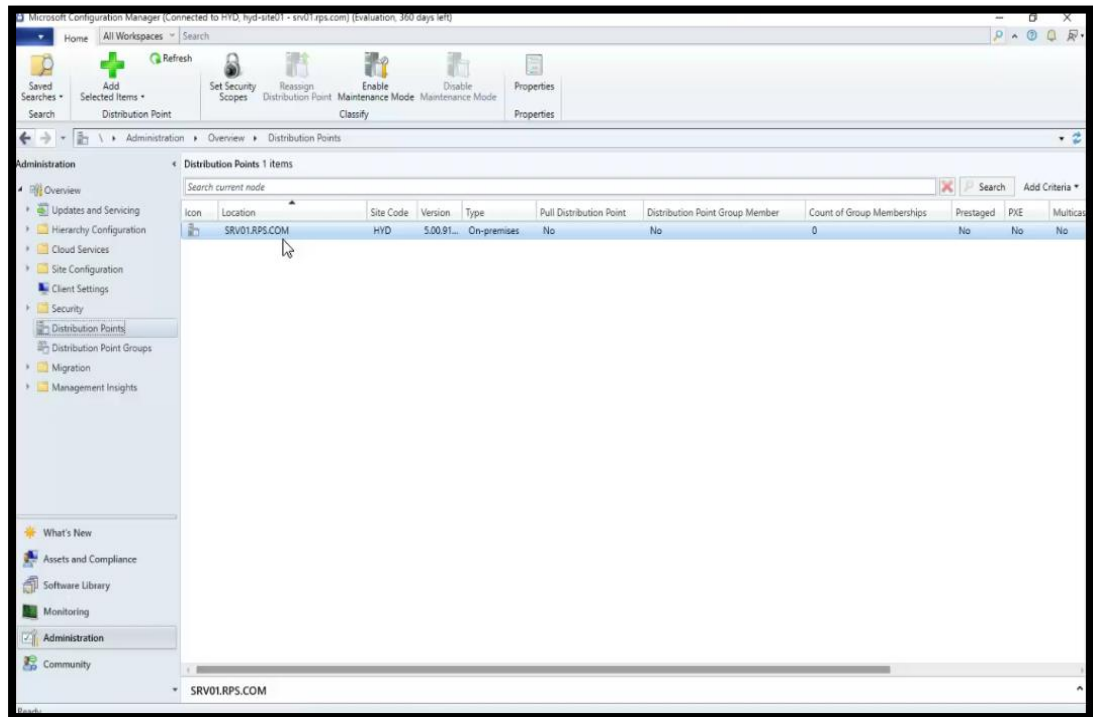 Microsoft Configuration Manager (Connected to HYD, hyd-site01 - srv01.rps.com) (Evaluation, 360 days left)
Home All Workspaces Search
Saved Searches
Add Selected Items
Refresh
Set Security Scopes
Reassign Distribution Point
Enable Maintenance Mode
Disable Maintenance Mode
Properties
Search Distribution Point Classify Properties
\ Administration Overview Distribution Points
Administration
Overview
Updates and Servicing
Hierarchy Configuration
Cloud Services
Site Configuration
Client Settings
Security
Distribution Points
Distribution Point Groups
Migration
Management Insights
What's New
Assets and Compliance
Software Library
Monitoring
Administration
Community
Distribution Points 1 items
Search current node Search Add Criteria
Icon Location Site Code Version Type Pull Distribution Point Distribution Point Group Member Count of Group Memberships Prestaged PXE Multicas
SRV01.RPS.COM HYD 5.00.91... On-premises No No 0 No No No
SRV01.RPS.COM
Ready